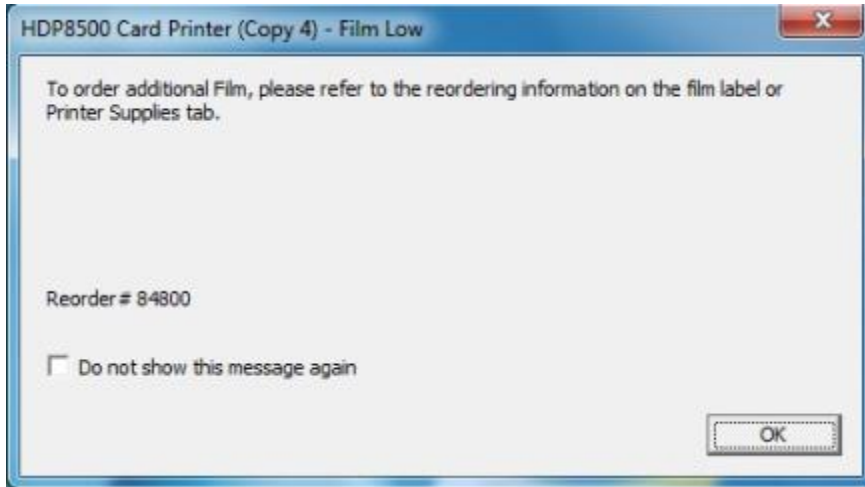 HDP8500 Card Printer (Copy 4) - Film Low
To order additional Film, please refer to the reordering information on the film label or
Printer Supplies tab.
Reorder# 84800
Do not show this message again
OK